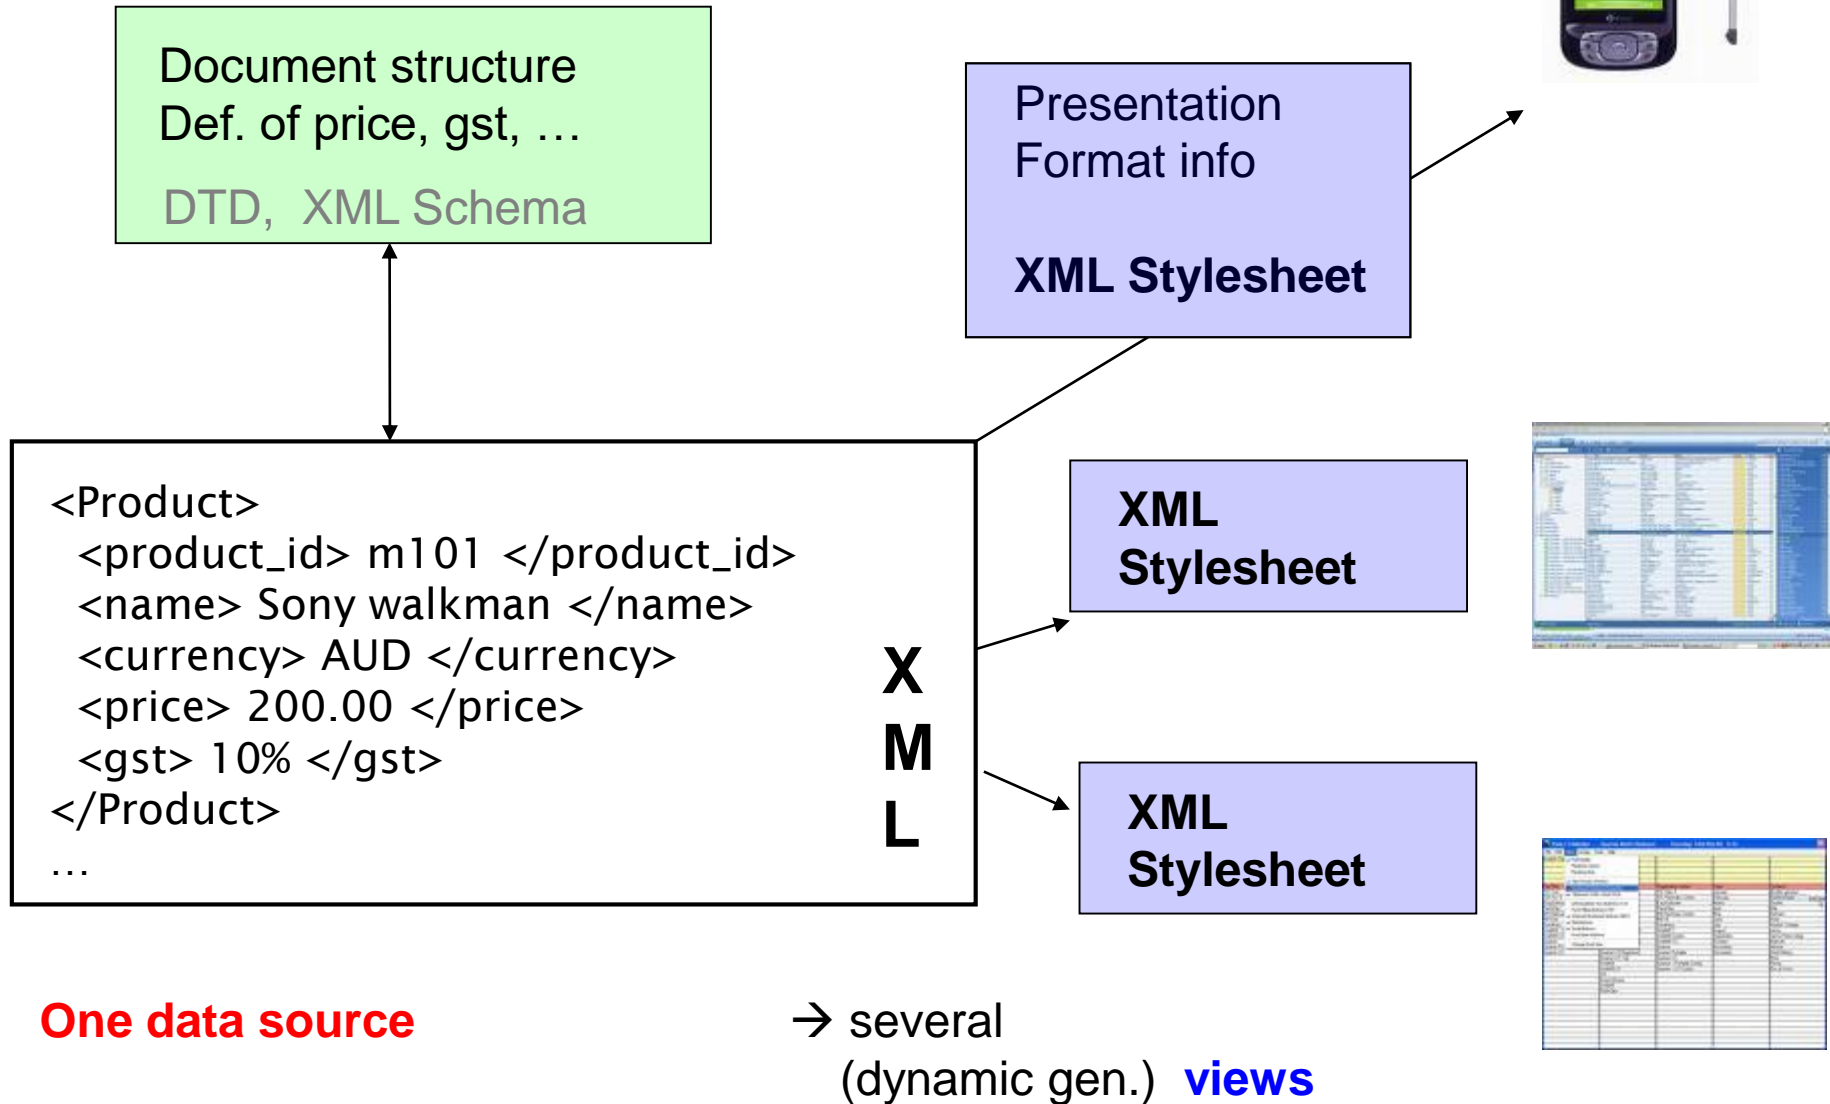 Document structure
Def. of price, gst, …
DTD, XML Schema
Presentation
Format info
XML Stylesheet
<Product>
<product_id> m101 </product_id>
<name> Sony walkman </name>
<currency> AUD </currency>
<price> 200.00 </price>
<gst> 10% </gst>
</Product>
…
X
M
L
XML
Stylesheet
XML
Stylesheet
One data source
→ several
(dynamic gen.) views